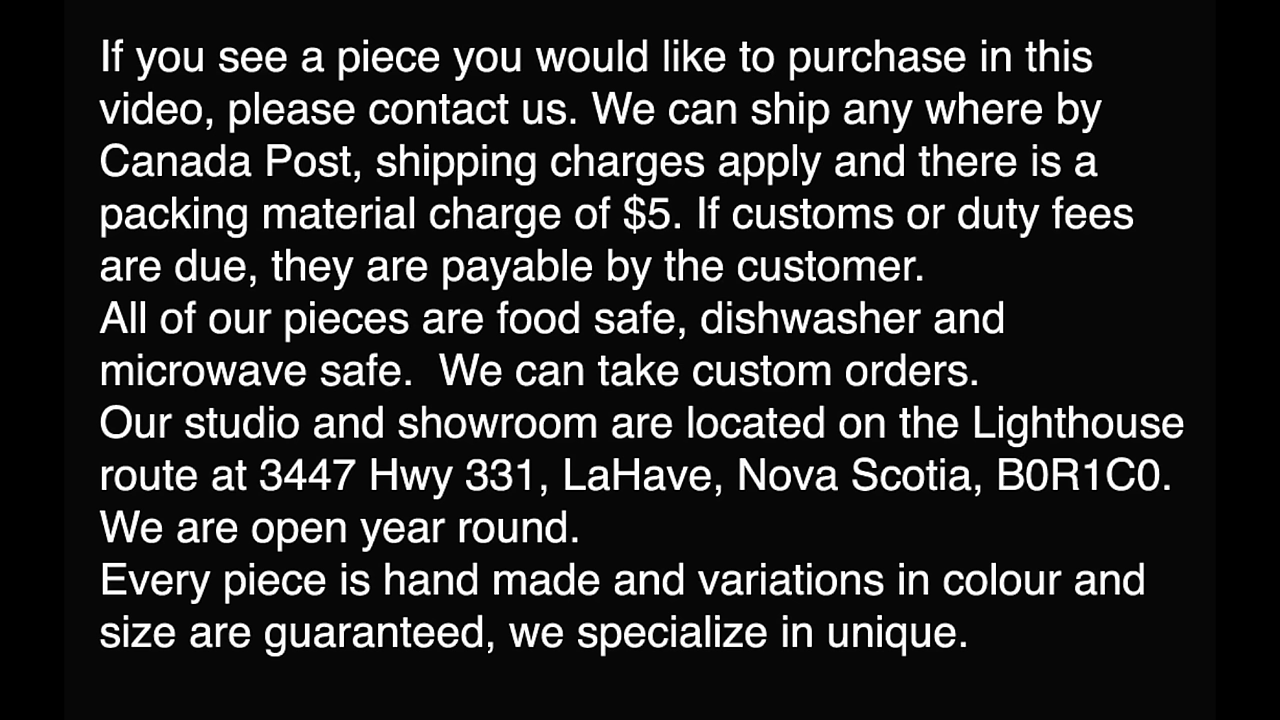 If you see a piece you would like to purchase in this
video, please contact us. We can ship any where by
Canada Post, shipping charges apply and there is a
packing material charge of $5. If customs or duty fees
are due, they are payable by the customer.
All of our pieces are food safe, dishwasher and
microwave safe.  We can take custom orders.
Our studio and showroom are located on the Lighthouse
route at 3447 Hwy 331, LaHave, Nova Scotia, B0R1C0.
We are open year round.
Every piece is hand made and variations in colour and
size are guaranteed, we specialize in unique.